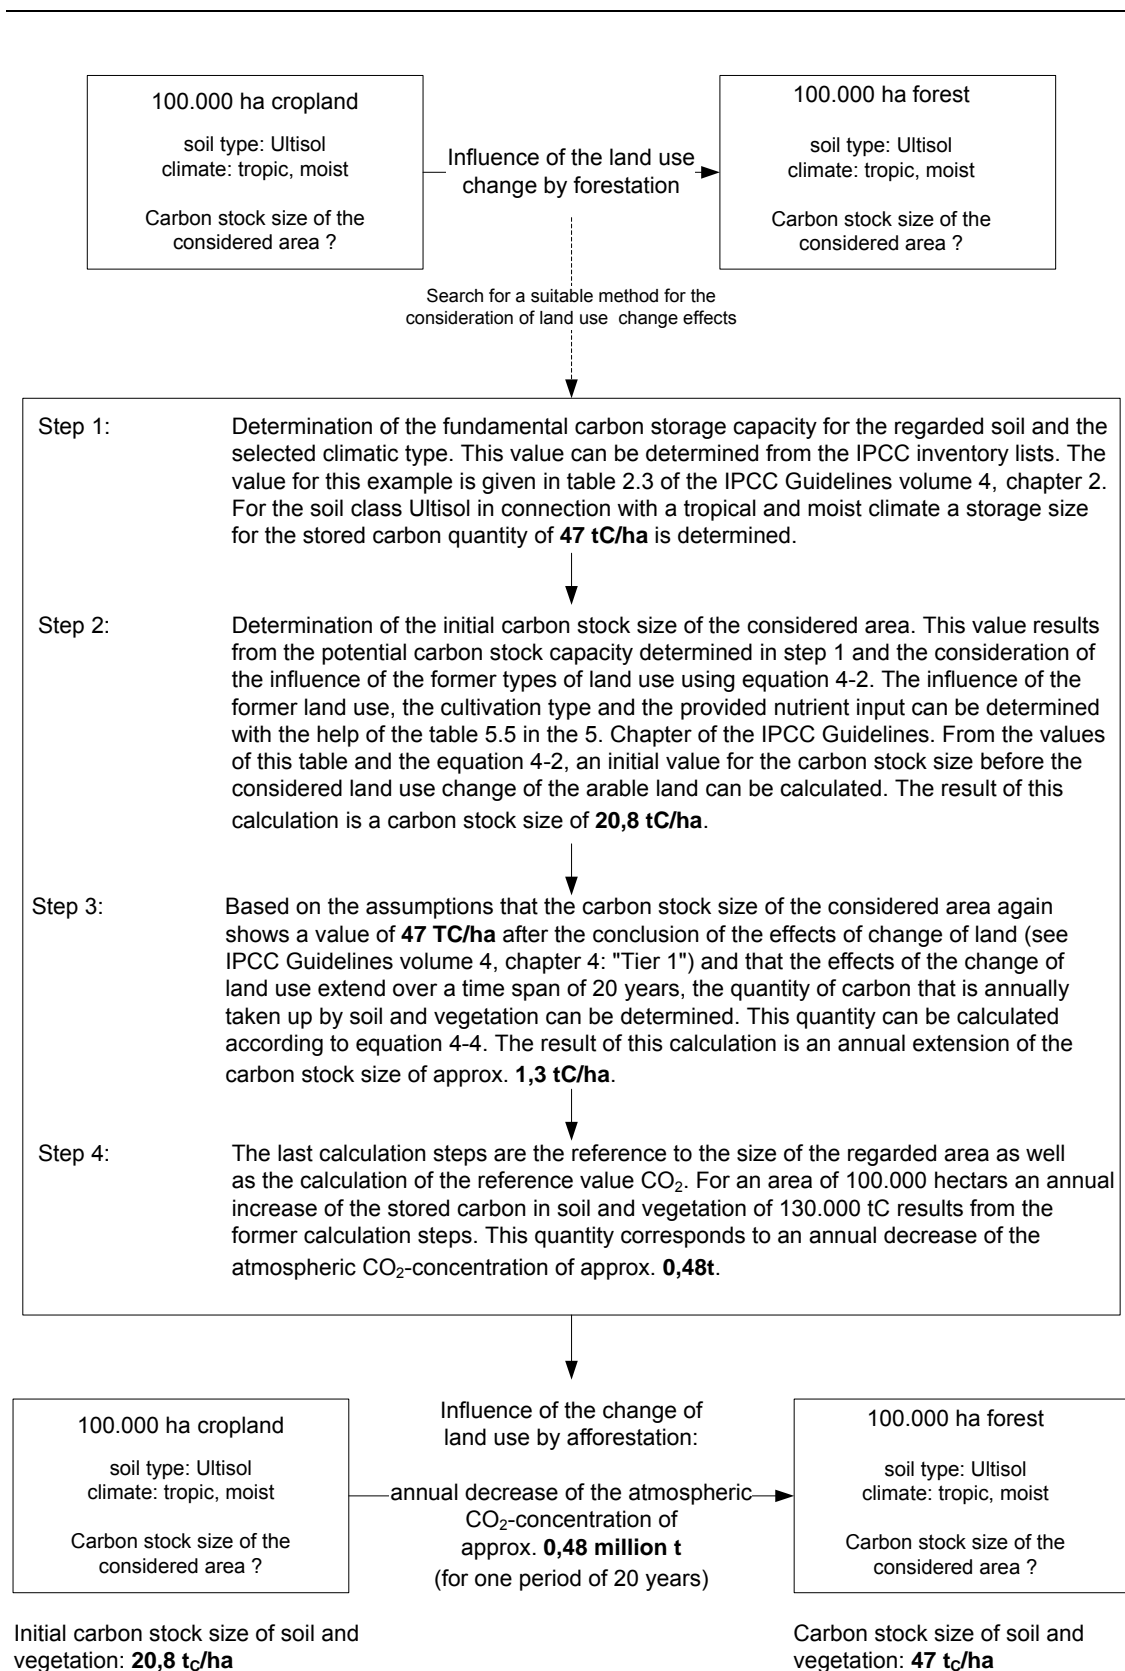 100.000 ha cropland
soil type: Ultisol
climate: tropic, moist
Carbon stock size of the
considered area ?
Influence of the land use
change by forestation
100.000 ha forest
soil type: Ultisol
climate: tropic, moist
Carbon stock size of the
considered area ?
Search for a suitable method for the
consideration of land use change effects
Step 1:
Determination of the fundamental carbon storage capacity for the regarded soil and the
selected climatic type. This value can be determined from the IPCC inventory lists. The
value for this example is given in table 2.3 of the IPCC Guidelines volume 4, chapter 2.
For the soil class Ultisol in connection with a tropical and moist climate a storage size
for the stored carbon quantity of 47 tC/ha is determined.
Step 2:
Determination of the initial carbon stock size of the considered area. This value results
from the potential carbon stock capacity determined in step 1 and the consideration of
the influence of the former types of land use using equation 4-2. The influence of the
former land use, the cultivation type and the provided nutrient input can be determined
with the help of the table 5.5 in the 5. Chapter of the IPCC Guidelines. From the values
of this table and the equation 4-2, an initial value for the carbon stock size before the
considered land use change of the arable land can be calculated. The result of this
calculation is a carbon stock size of 20,8 tC/ha.
Step 3:
Based on the assumptions that the carbon stock size of the considered area again
shows a value of 47 TC/ha after the conclusion of the effects of change of land (see
IPCC Guidelines volume 4, chapter 4: "Tier 1") and that the effects of the change of
land use extend over a time span of 20 years, the quantity of carbon that is annually
taken up by soil and vegetation can be determined. This quantity can be calculated
according to equation 4-4. The result of this calculation is an annual extension of the
carbon stock size of approx. 1,3 tC/ha.
Step 4:
The last calculation steps are the reference to the size of the regarded area as well
as the calculation of the reference value CO₂. For an area of 100.000 hectars an annual
increase of the stored carbon in soil and vegetation of 130.000 tC results from the
former calculation steps. This quantity corresponds to an annual decrease of the
atmospheric CO₂-concentration of approx. 0,48t.
100.000 ha cropland
soil type: Ultisol
climate: tropic, moist
Carbon stock size of the
considered area ?
Influence of the change of
land use by afforestation:
annual decrease of the atmospheric
CO₂-concentration of
approx. 0,48 million t
(for one period of 20 years)
100.000 ha forest
soil type: Ultisol
climate: tropic, moist
Carbon stock size of the
considered area ?
Initial carbon stock size of soil and
vegetation: 20,8 tC/ha
Carbon stock size of soil and
vegetation: 47 tC/ha